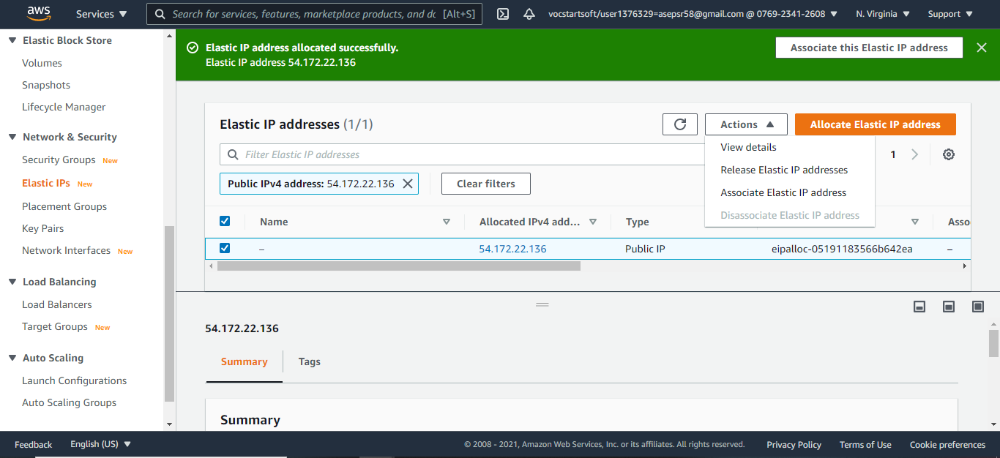 aws
Services
Search for services, features, marketplace products, and dc [Alt+S]
vocstartsoft/user1376329=asepsr58@gmail.com @ 0769-2341-2608
N. Virginia
Support
Elastic Block Store
Volumes
Snapshots
Lifecycle Manager
Network & Security
Security Groups New
Elastic IPs New
Placement Groups
Key Pairs
Network Interfaces New
Load Balancing
Load Balancers
Target Groups New
Auto Scaling
Launch Configurations
Auto Scaling Groups
Elastic IP address allocated successfully.
Elastic IP address 54.172.22.136
Associate this Elastic IP address
Elastic IP addresses (1/1)
Actions
Allocate Elastic IP address
View details
Release Elastic IP addresses
Associate Elastic IP address
Disassociate Elastic IP address
Filter Elastic IP addresses
1
Public IPv4 address: 54.172.22.136
Clear filters
Name
Allocated IPv4 add...
Type
Asso
–
54.172.22.136
Public IP
eipalloc-05191183566b642ea
–
54.172.22.136
Summary
Tags
Summary
Feedback
English (US)
© 2008 - 2021, Amazon Web Services, Inc. or its affiliates. All rights reserved.
Privacy Policy
Terms of Use
Cookie preferences